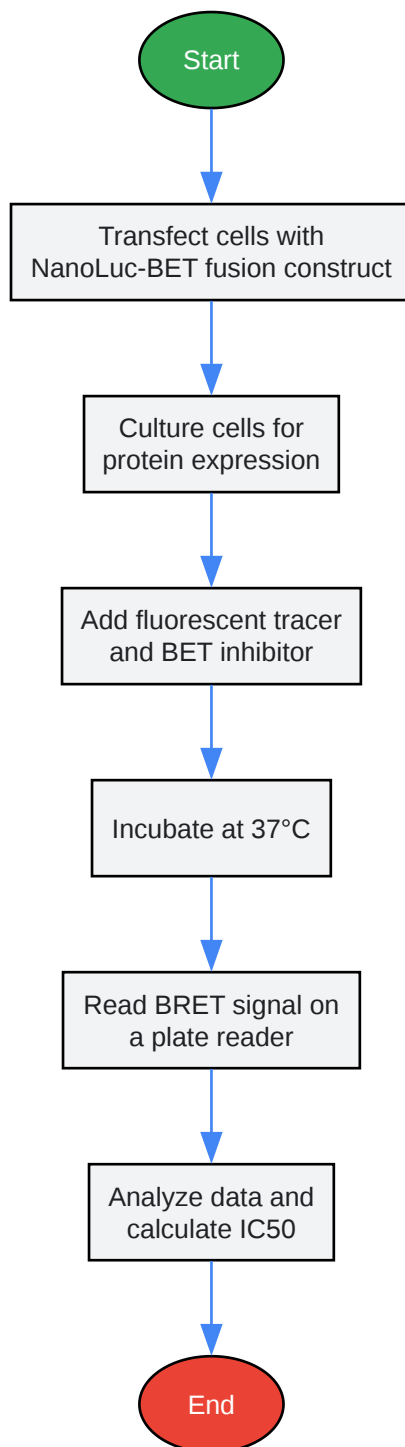 Start
Transfect cells with
NanoLuc-BET fusion construct
Culture cells for
protein expression
Add fluorescent tracer
and BET inhibitor
Incubate at 37°C
Read BRET signal on
a plate reader
Analyze data and
calculate IC50
End